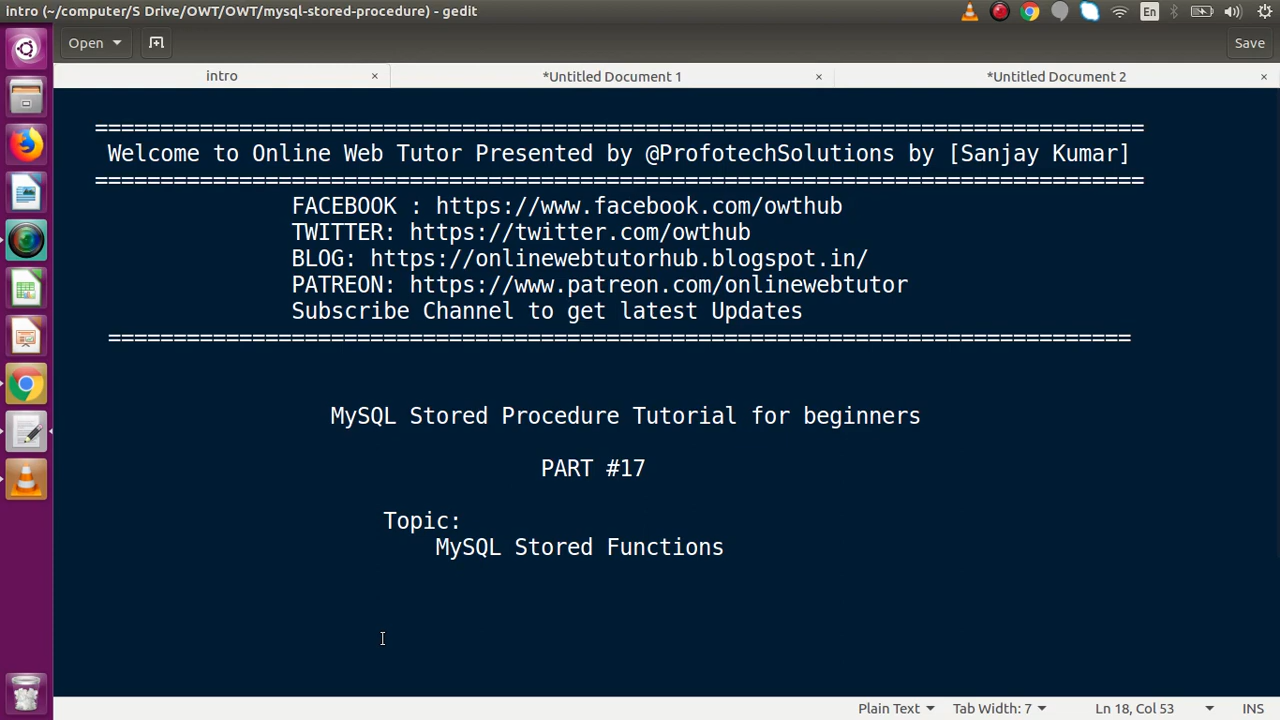 intro (~/computer/S Drive/OWT/OWT/mysql-stored-procedure) - gedit
En
Open
Save
intro × *Untitled Document 1 × *Untitled Document 2 ×
================================================================================
Welcome to Online Web Tutor Presented by @ProfotechSolutions by [Sanjay Kumar]
================================================================================
FACEBOOK : https://www.facebook.com/owthub
TWITTER: https://twitter.com/owthub
BLOG: https://onlinewebtutorhub.blogspot.in/
PATREON: https://www.patreon.com/onlinewebtutor
Subscribe Channel to get latest Updates
==============================================================================
MySQL Stored Procedure Tutorial for beginners
PART #17
Topic:
MySQL Stored Functions
Plain Text Tab Width: 7 Ln 18, Col 53 INS